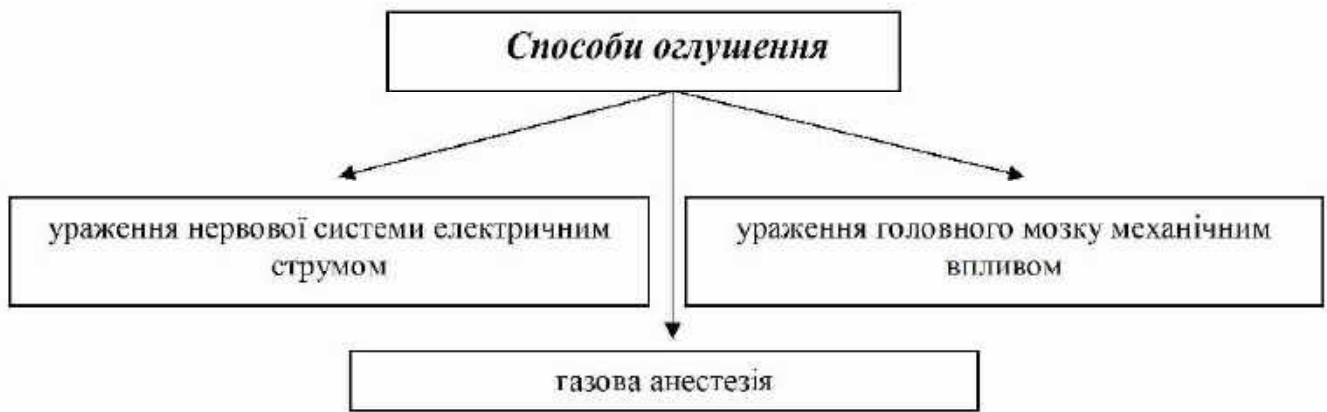 Способи оглушення
ураження нервової системи електричним
струмом
ураження головного мозку механічним
впливом
газова анестезія